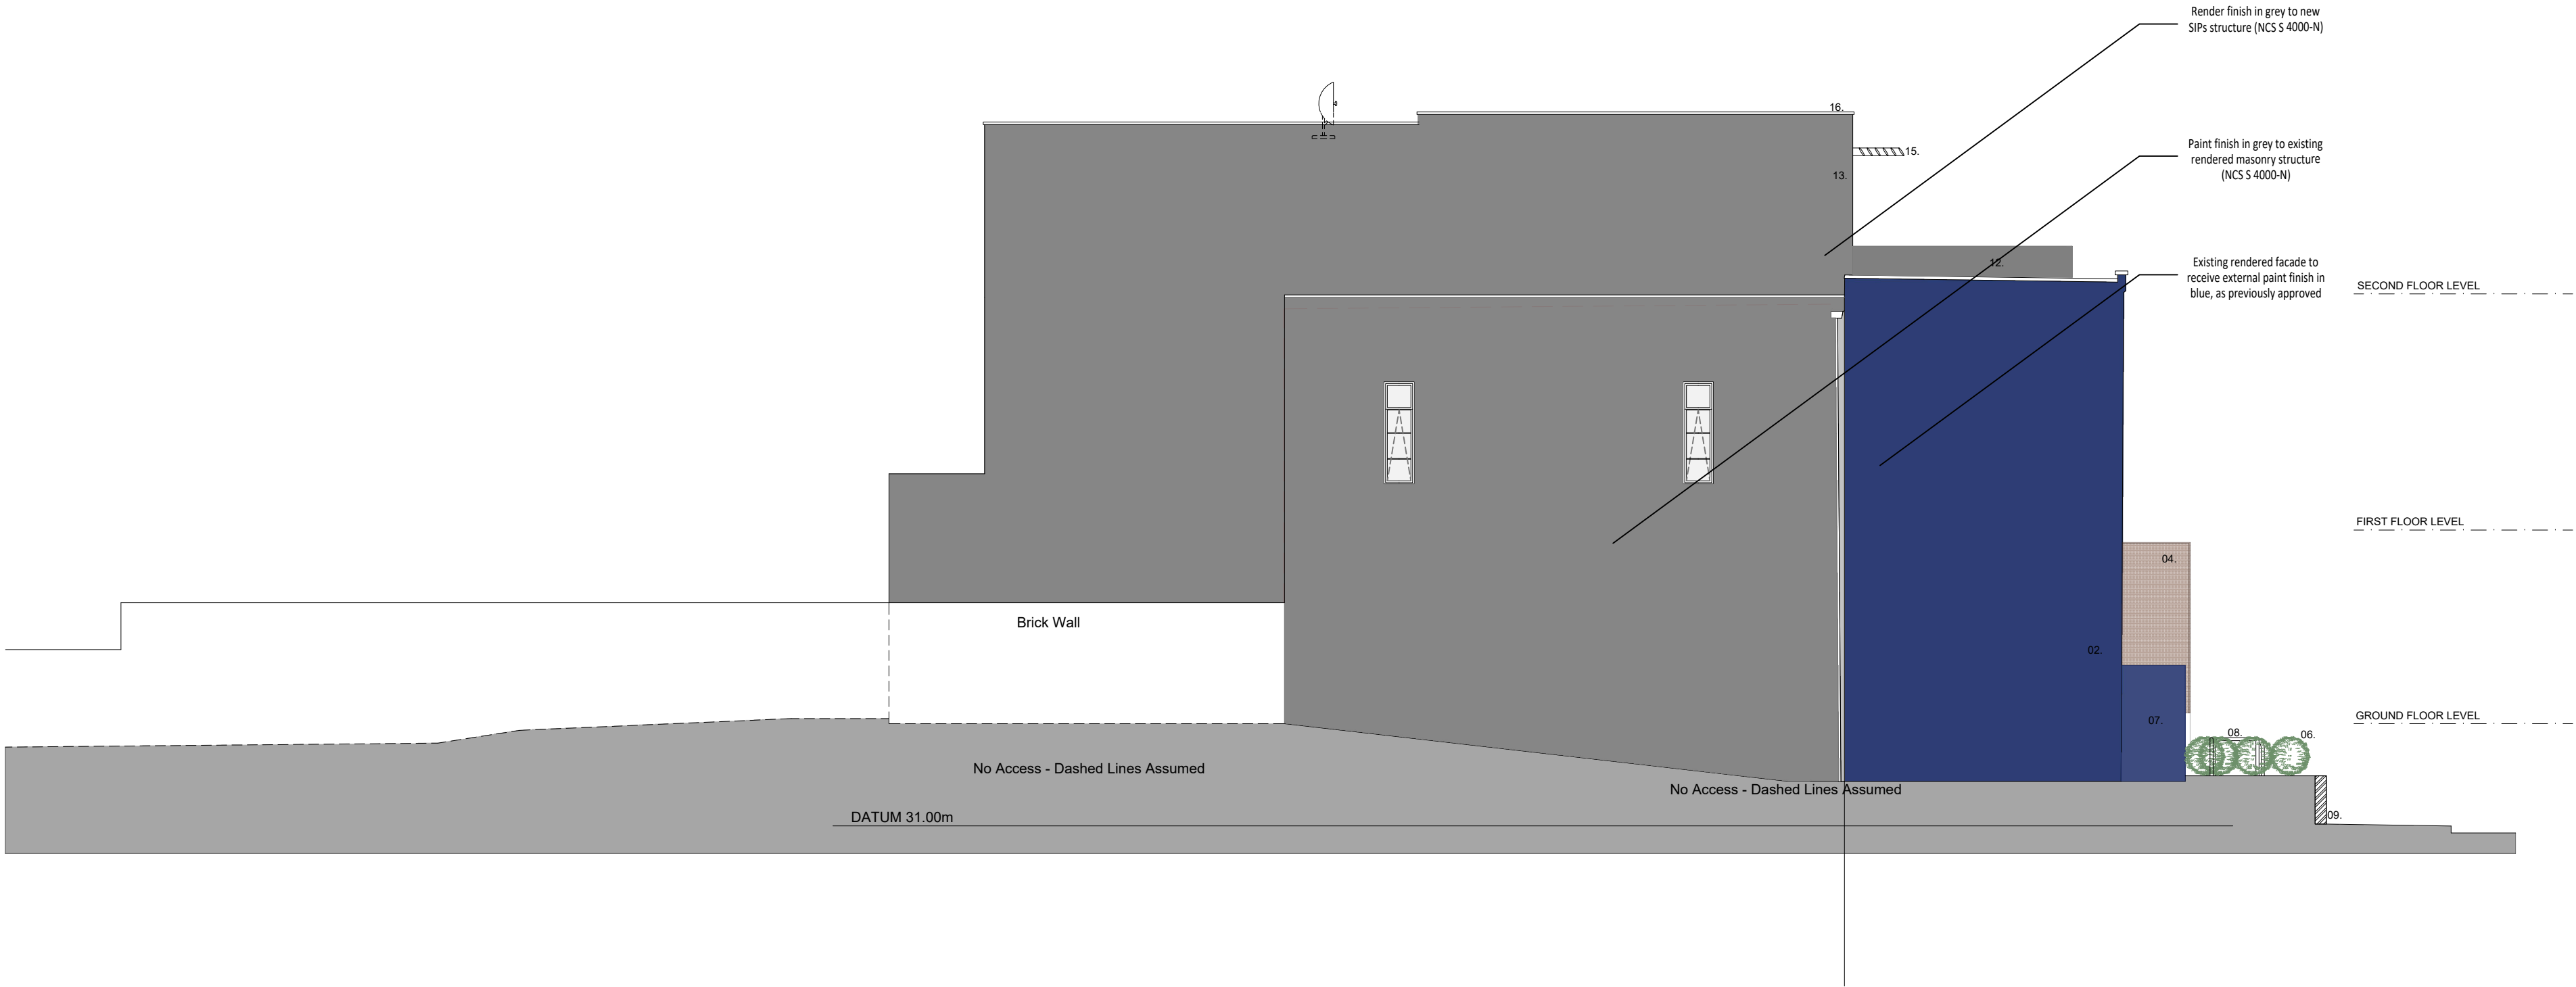 Render finish in grey to new
SIPs structure (NCS S 4000-N)
16.
15.
Paint finish in grey to existing
rendered masonry structure
(NCS S 4000-N)
13.
12.
Existing rendered facade to
receive external paint finish in
blue, as previously approved
SECOND FLOOR LEVEL
FIRST FLOOR LEVEL
04.
Brick Wall
02.
GROUND FLOOR LEVEL
07.
08.
06.
No Access - Dashed Lines Assumed
No Access - Dashed Lines Assumed
DATUM 31.00m
09.